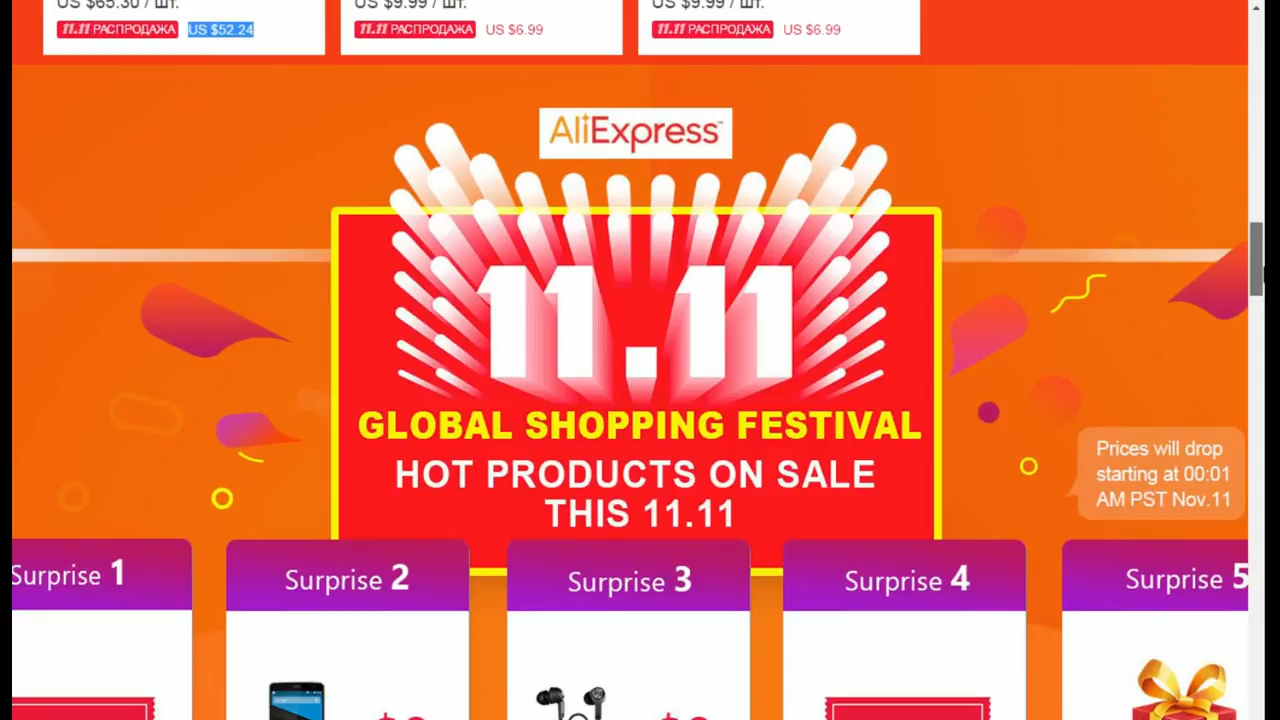 US $65.30 / шт.
US $9.99 / шт.
US $9.99 / шт.
11.11 РАСПРОДАЖА US $52.24
11.11 РАСПРОДАЖА US $6.99
11.11 РАСПРОДАЖА US $6.99
AliExpress™
11.11
GLOBAL SHOPPING FESTIVAL
HOT PRODUCTS ON SALE
THIS 11.11
Prices will drop
starting at 00:01
AM PST Nov.11
Surprise 1
Surprise 2
Surprise 3
Surprise 4
Surprise 5